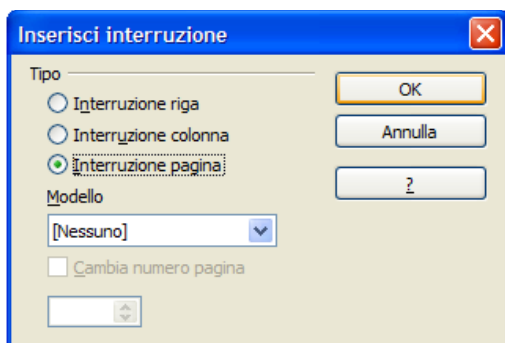 Inserisci interruzione
Tipo
Interruzione riga
Interruzione colonna
Interruzione pagina
Modello
[Nessuno]
Cambia numero pagina
OK
Annulla
?